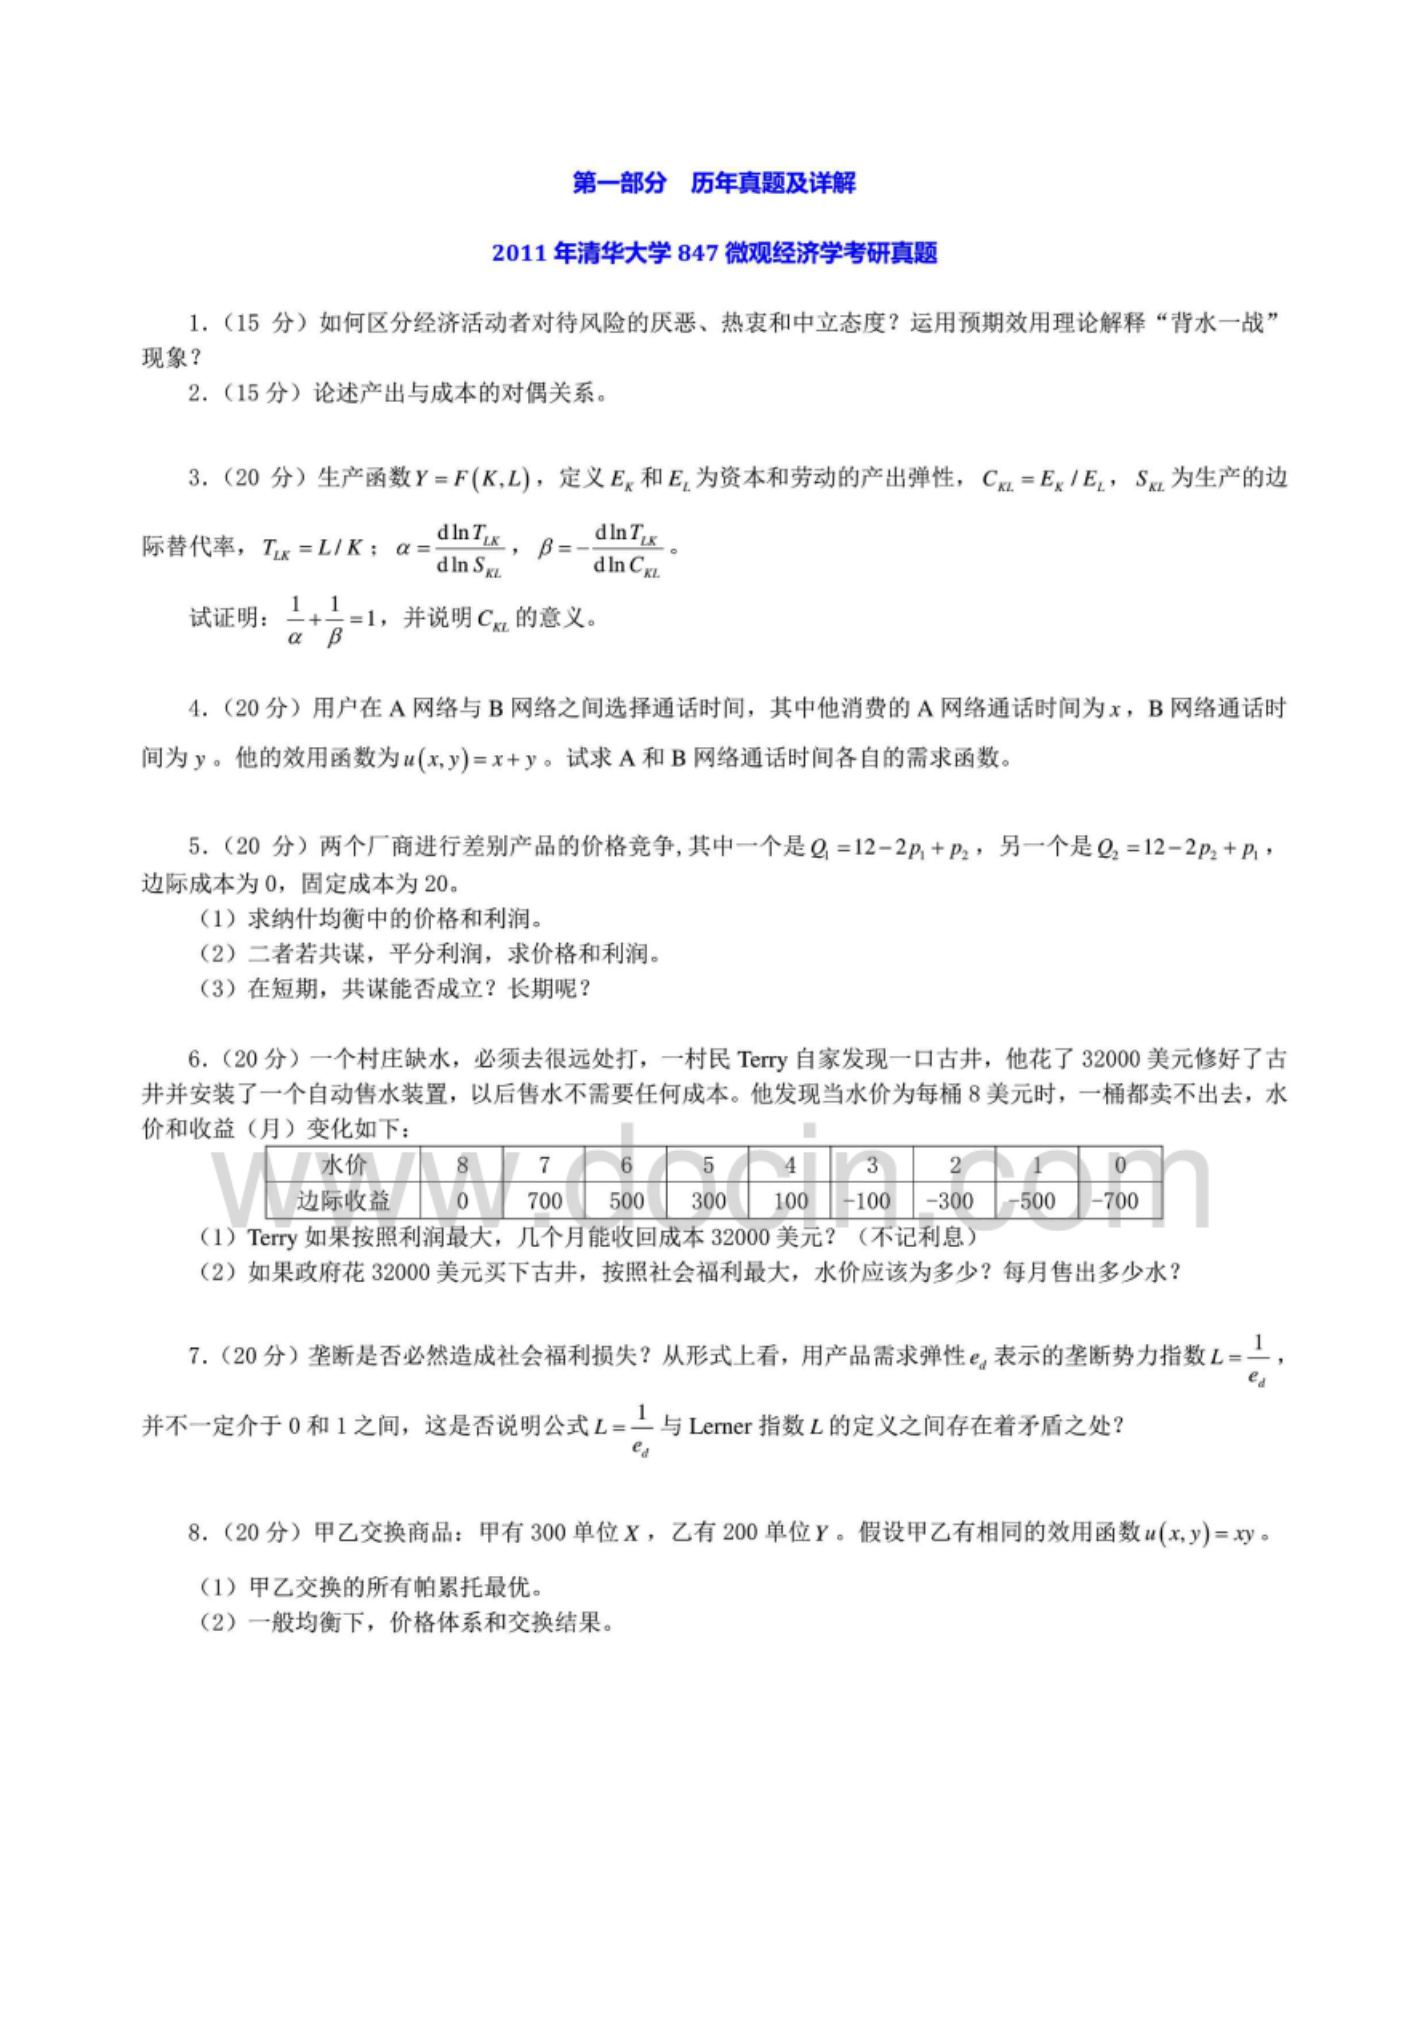 第一部分　历年真题及详解
2011 年清华大学 847 微观经济学考研真题
1．（15 分）如何区分经济活动者对待风险的厌恶、热衷和中立态度？运用预期效用理论解释“背水一战”
现象？
2．（15 分）论述产出与成本的对偶关系。
3．（20 分）生产函数 Y = F(K,L)，定义 E_K 和 E_L 为资本和劳动的产出弹性， C_KL = E_K / E_L， S_KL 为生产的边
际替代率， T_LK = L / K ； α = d ln T_LK / d ln S_KL ， β = − d ln T_LK / d ln C_KL 。
试证明： 1/α + 1/β = 1，并说明 C_KL 的意义。
4．（20 分）用户在 A 网络与 B 网络之间选择通话时间，其中他消费的 A 网络通话时间为 x，B 网络通话时
间为 y 。他的效用函数为 u(x, y) = x + y 。试求 A 和 B 网络通话时间各自的需求函数。
5．（20 分）两个厂商进行差别产品的价格竞争,其中一个是 Q₁ = 12 − 2p₁ + p₂ ，另一个是 Q₂ = 12 − 2p₂ + p₁ ，
边际成本为 0，固定成本为 20。
（1）求纳什均衡中的价格和利润。
（2）二者若共谋，平分利润，求价格和利润。
（3）在短期，共谋能否成立？长期呢？
6．（20 分）一个村庄缺水，必须去很远处打，一村民 Terry 自家发现一口古井，他花了 32000 美元修好了古
井并安装了一个自动售水装置，以后售水不需要任何成本。他发现当水价为每桶 8 美元时，一桶都卖不出去，水
价和收益（月）变化如下：
水价 8 7 6 5 4 3 2 1 0
边际收益 0 700 500 300 100 -100 -300 -500 -700
（1）Terry 如果按照利润最大，几个月能收回成本 32000 美元？（不记利息）
（2）如果政府花 32000 美元买下古井，按照社会福利最大，水价应该为多少？每月售出多少水？
7．（20 分）垄断是否必然造成社会福利损失？从形式上看，用产品需求弹性 e_d 表示的垄断势力指数 L = 1/e_d ，
并不一定介于 0 和 1 之间，这是否说明公式 L = 1/e_d 与 Lerner 指数 L 的定义之间存在着矛盾之处？
8．（20 分）甲乙交换商品：甲有 300 单位 X ，乙有 200 单位 Y 。假设甲乙有相同的效用函数 u(x, y) = xy 。
（1）甲乙交换的所有帕累托最优。
（2）一般均衡下，价格体系和交换结果。
www.docin.com